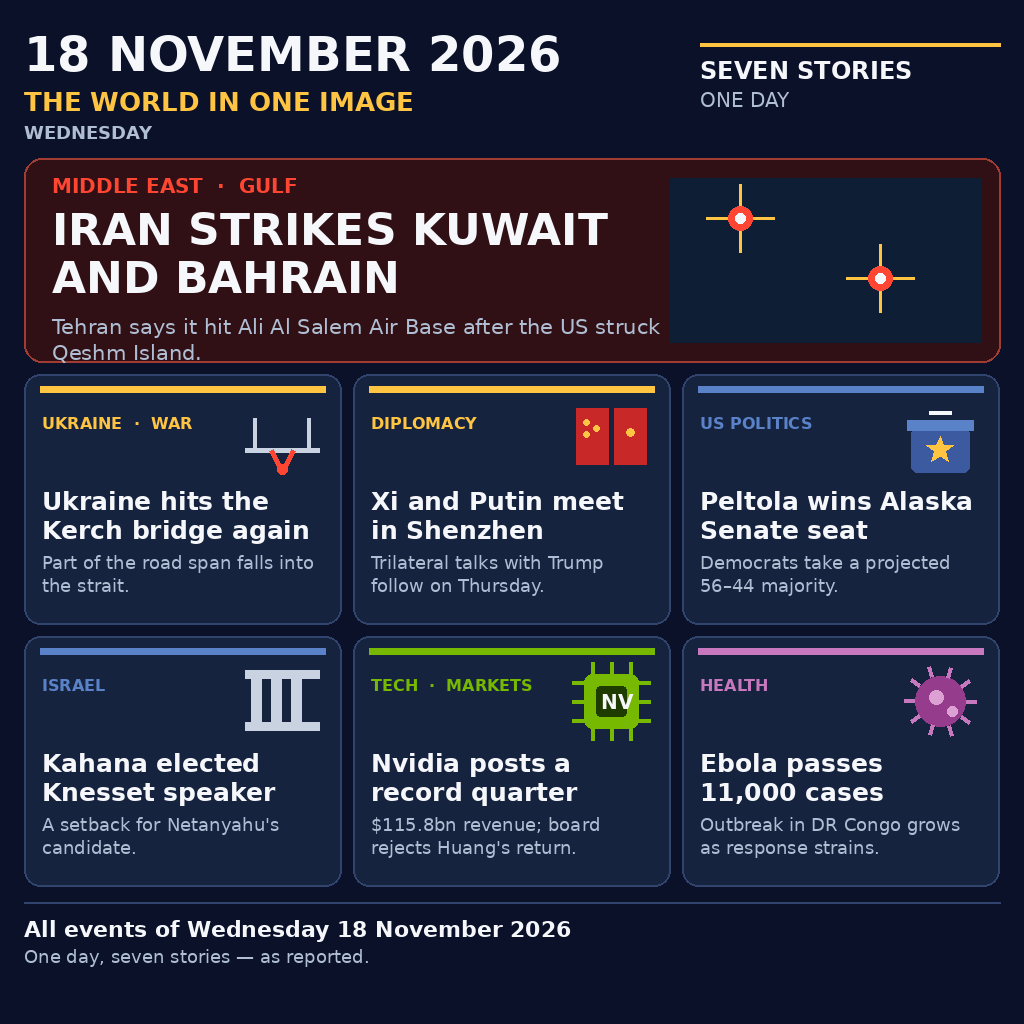 18 NOVEMBER 2026
THE WORLD IN ONE IMAGE
WEDNESDAY
SEVEN STORIES
ONE DAY
MIDDLE EAST · GULF
IRAN STRIKES KUWAIT
AND BAHRAIN
Tehran says it hit Ali Al Salem Air Base after the US struck
Qeshm Island.
UKRAINE · WAR
Ukraine hits the
Kerch bridge again
Part of the road span falls into
the strait.
DIPLOMACY
Xi and Putin meet
in Shenzhen
Trilateral talks with Trump
follow on Thursday.
US POLITICS
Peltola wins Alaska
Senate seat
Democrats take a projected
56–44 majority.
ISRAEL
Kahana elected
Knesset speaker
A setback for Netanyahu's
candidate.
TECH · MARKETS
NV
Nvidia posts a
record quarter
$115.8bn revenue; board
rejects Huang's return.
HEALTH
Ebola passes
11,000 cases
Outbreak in DR Congo grows
as response strains.
All events of Wednesday 18 November 2026
One day, seven stories — as reported.